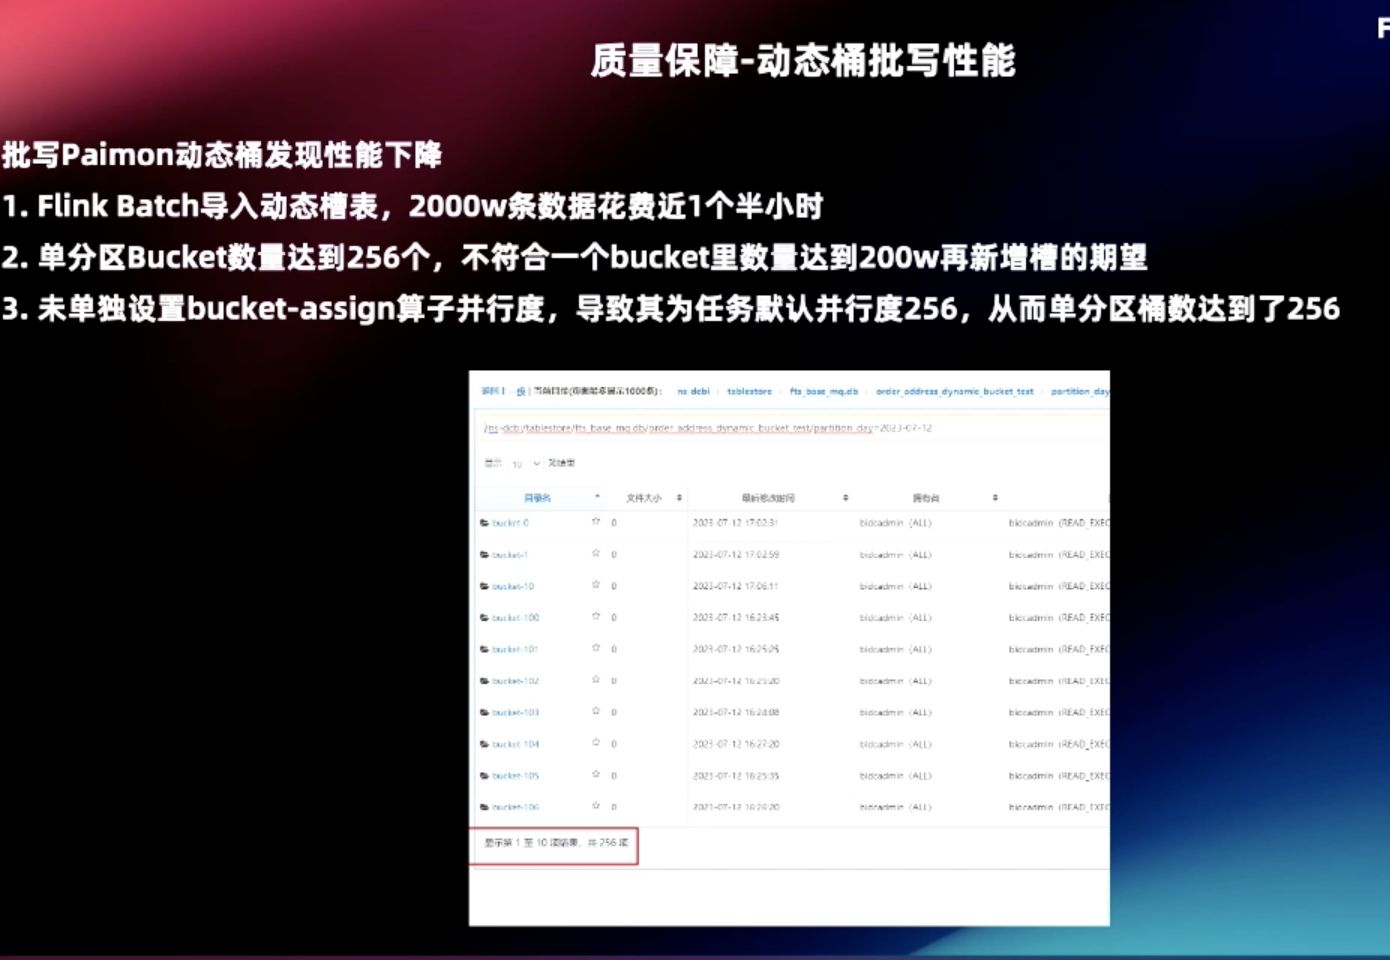 F
质量保障-动态桶批写性能
批写Paimon动态桶发现性能下降
1. Flink Batch导入动态槽表，2000w条数据花费近1个半小时
2. 单分区Bucket数量达到256个，不符合一个bucket里数量达到200w再新增槽的期望
3. 未单独设置bucket-assign算子并行度，导致其为任务默认并行度256，从而单分区桶数达到了256
ns-dcbi tablestore fts_base_mq.db order_address_dynamic_bucket_test partition_day
/ns-dcbi/tablestore/fts_base_mq.db/order_address_dynamic_bucket_test/partition_day=2023-07-12
显示 10 项结果
目录名 文件大小 最后修改时间 拥有者
bucket-0 0 2023-07-12 17:02:31 bidcadmin (ALL) bidcadmin (READ_EXEC
bucket-1 0 2023-07-12 17:02:59 bidcadmin (ALL) bidcadmin (READ_EXEC
bucket-10 0 2023-07-12 17:06:11 bidcadmin (ALL) bidcadmin (READ_EXEC
bucket-100 0 2023-07-12 16:23:45 bidcadmin (ALL) bidcadmin (READ_EXEC
bucket-101 0 2023-07-12 16:25:25 bidcadmin (ALL) bidcadmin (READ_EXEC
bucket-102 0 2023-07-12 16:25:20 bidcadmin (ALL) bidcadmin (READ_EXEC
bucket-103 0 2023-07-12 16:24:08 bidcadmin (ALL) bidcadmin (READ_EXEC
bucket-104 0 2023-07-12 16:27:20 bidcadmin (ALL) bidcadmin (READ_EXEC
bucket-105 0 2023-07-12 16:25:35 bidcadmin (ALL) bidcadmin (READ_EXEC
bucket-106 0 2023-07-12 16:26:20 bidcadmin (ALL) bidcadmin (READ_EXEC
显示第 1 至 10 项结果，共 256 项